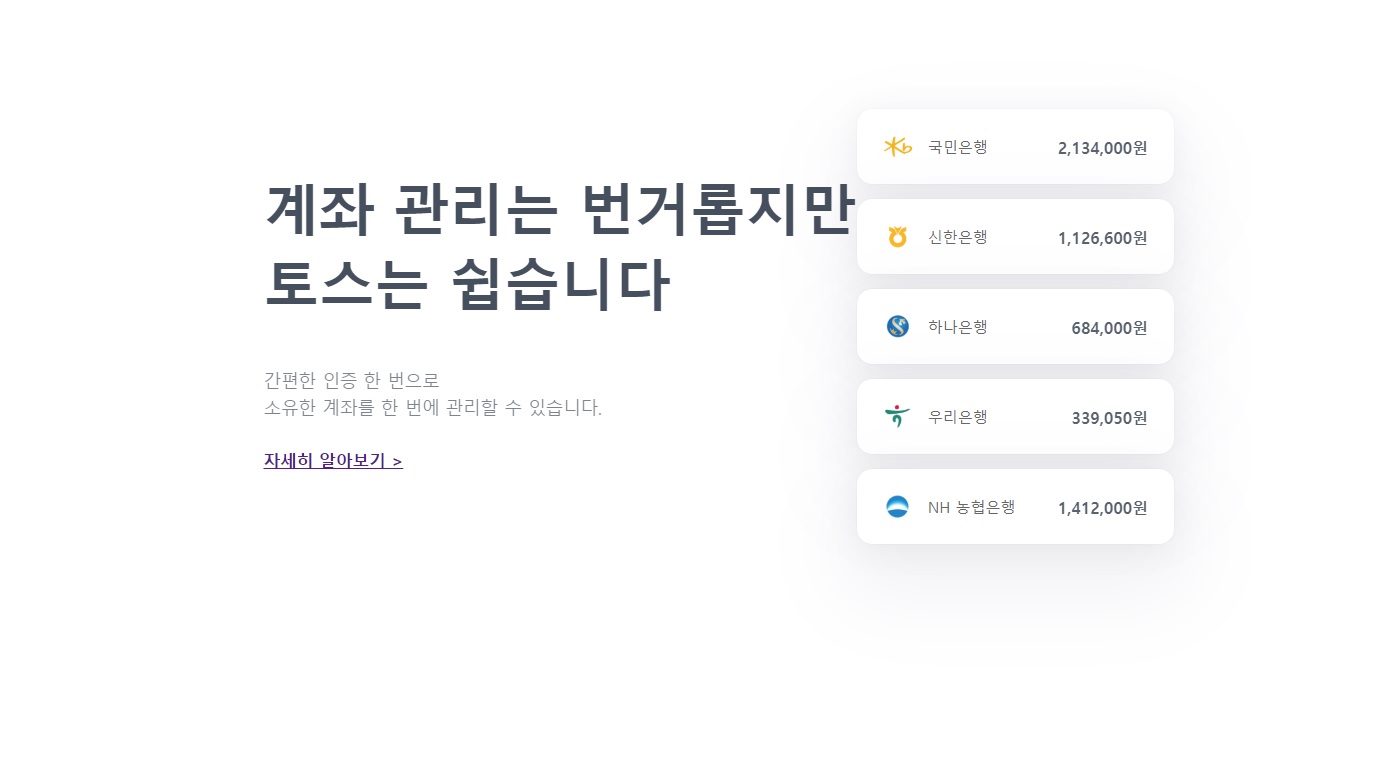 계좌 관리는 번거롭지만
토스는 쉽습니다
간편한 인증 한 번으로
소유한 계좌를 한 번에 관리할 수 있습니다.
자세히 알아보기 >
국민은행 2,134,000원
신한은행 1,126,600원
하나은행 684,000원
우리은행 339,050원
NH 농협은행 1,412,000원